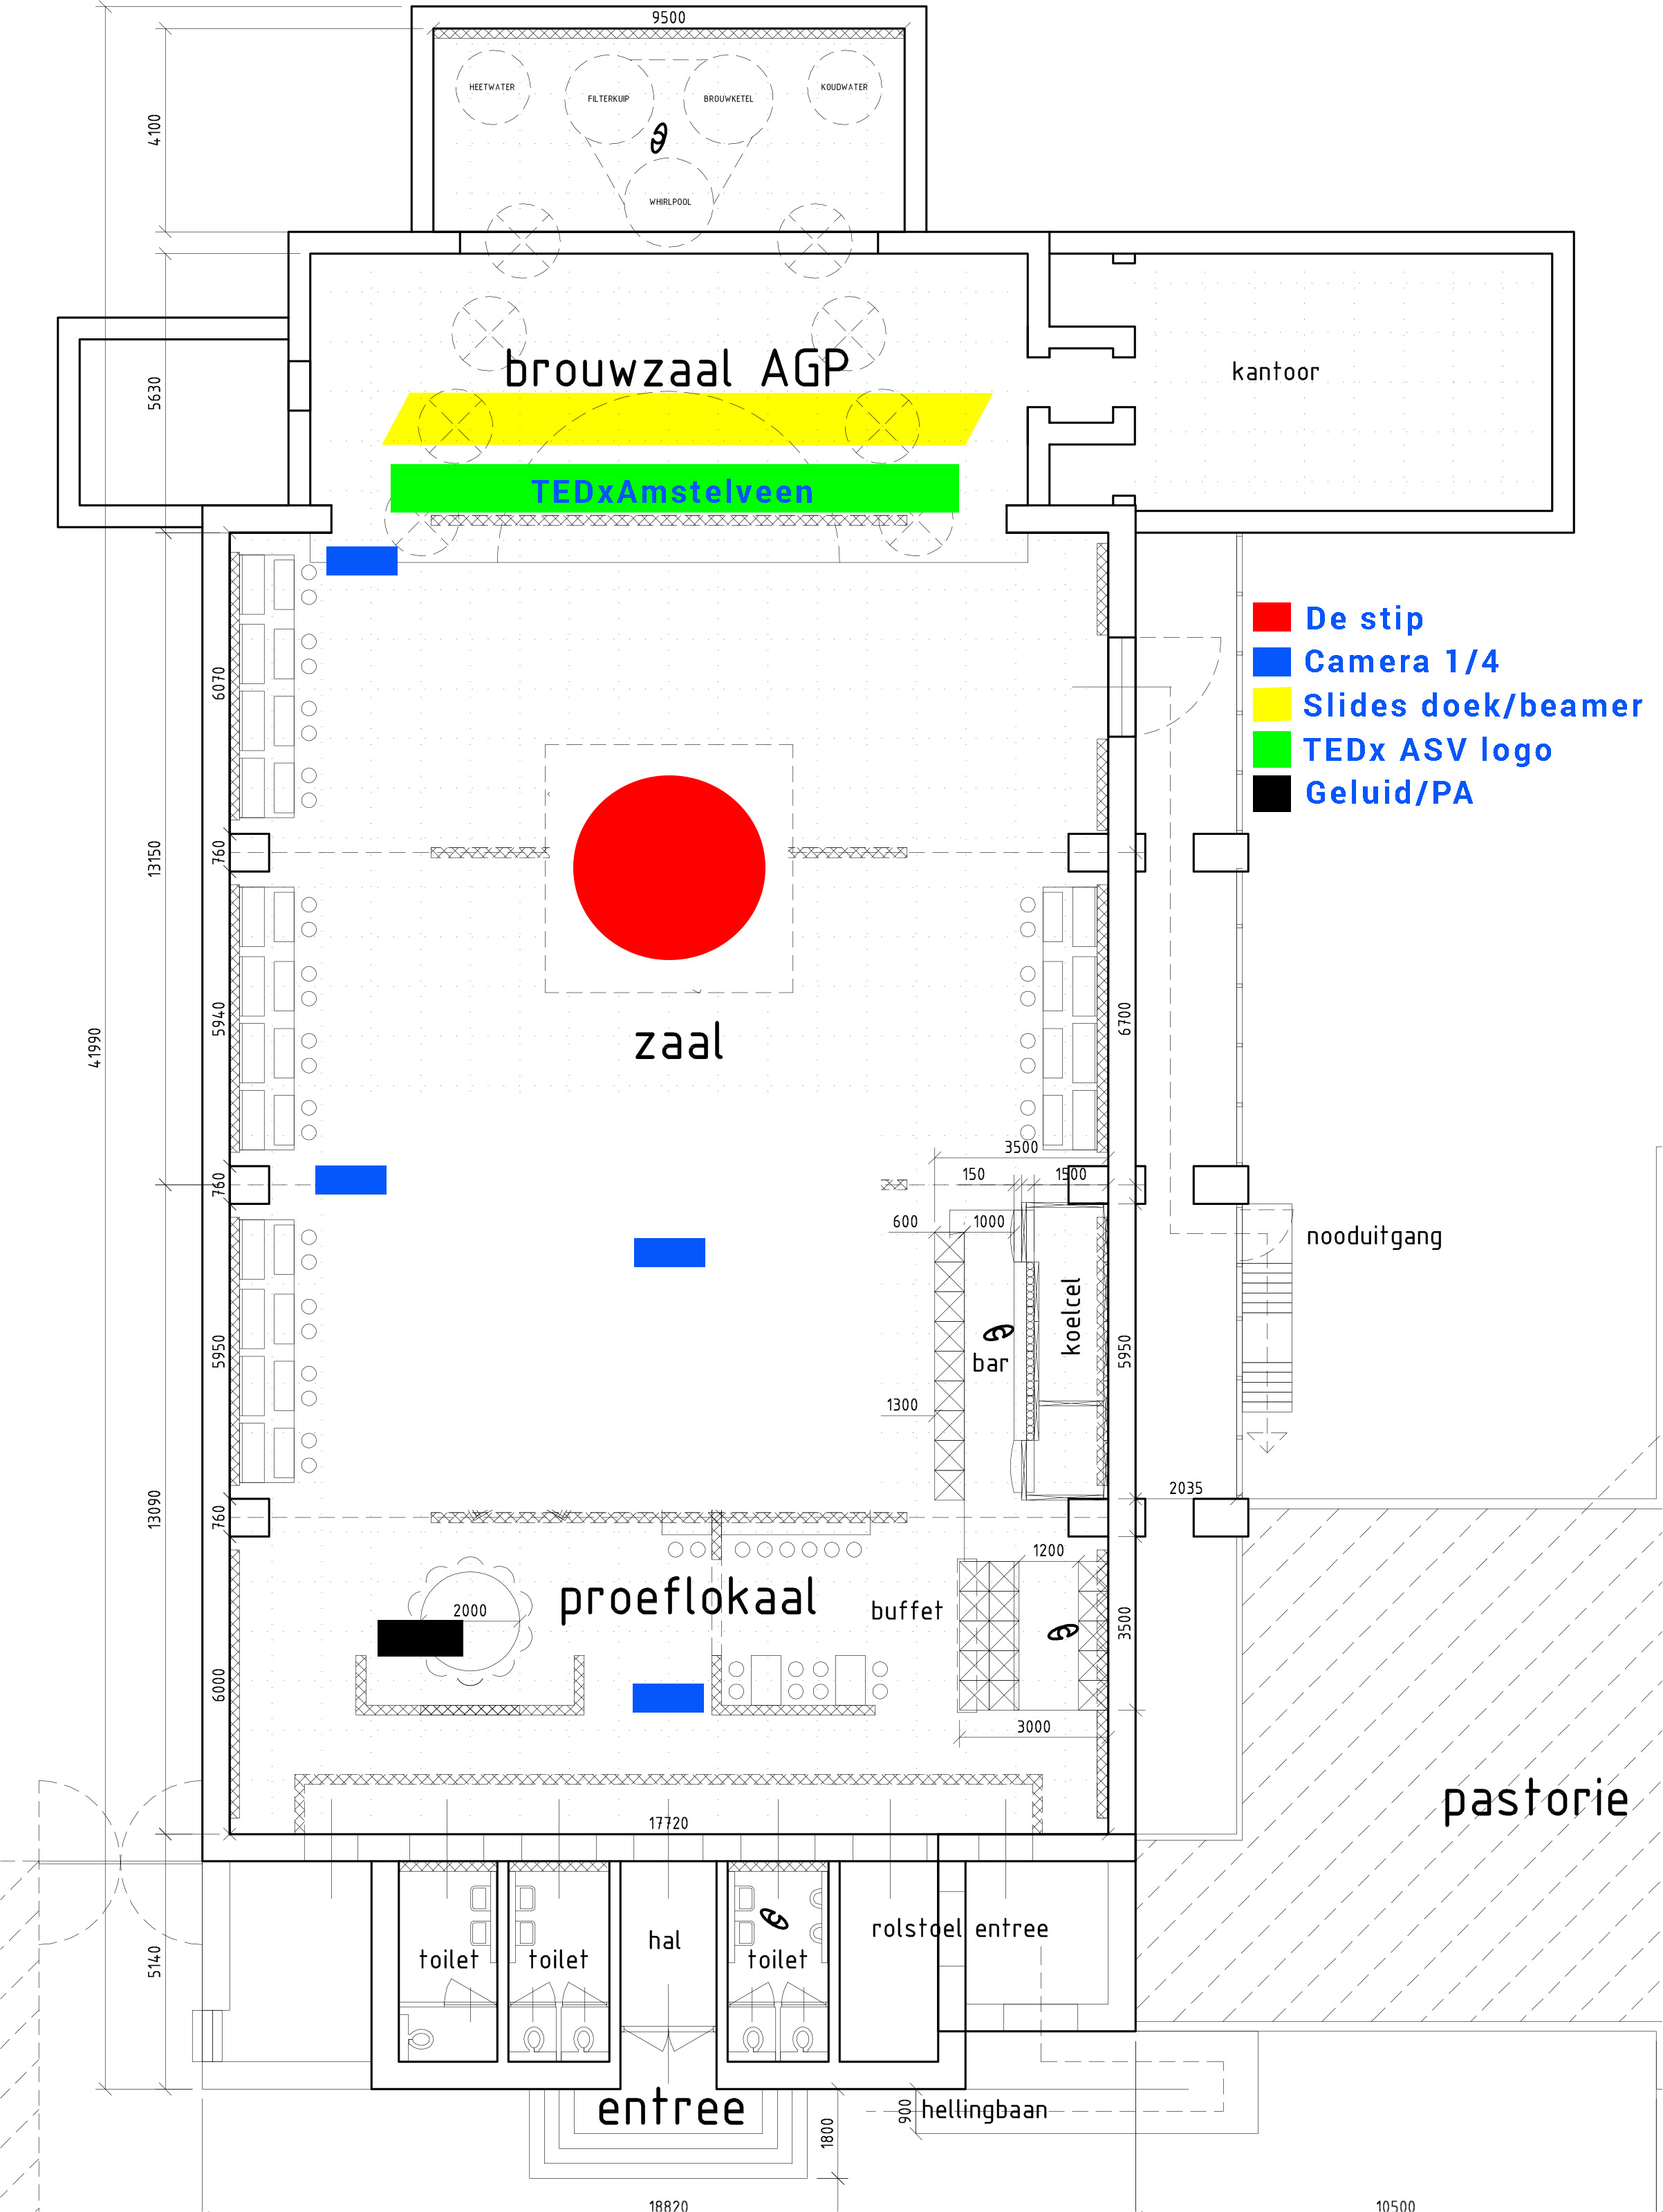 9500
HEETWATER
FILTERKUIP
BROUWKETEL
KOUDWATER
4100
WHIRLPOOL
brouwzaal AGP
kantoor
5630
TEDxAmstelveen
De stip
Camera 1/4
Slides doek/beamer
TEDx ASV logo
Geluid/PA
6070
760
13150
5940
6700
zaal
41990
3500
150
1500
760
600
1000
nooduitgang
koelcel
bar
5950
5950
1300
2035
13090
760
1200
proeflokaal
buffet
2000
3500
6000
3000
pastorie
17720
rolstoel entree
hal
toilet
toilet
toilet
5140
entree
900
hellingbaan
1800
18820
10500